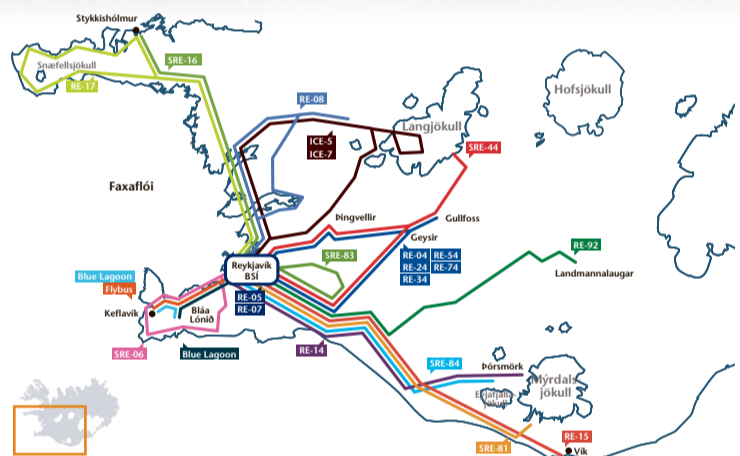 Stykkishólmur
Snæfellsjökull
SRE-16
RE-17
RE-08
Hofsjökull
Langjökull
ICE-5
ICE-7
SRE-44
Faxaflói
Þingvellir
Gullfoss
Geysir
RE-04
RE-54
RE-24
RE-74
RE-34
RE-92
Landmannalaugar
SRE-83
Reykjavík
BSÍ
Blue Lagoon
Flybus
Keflavík
Bláa
Lónið
RE-05
RE-07
SRE-06
Blue Lagoon
RE-14
SRE-84
Þórsmörk
Mýrdals-
jökull
Eyjafjalla-
jökull
SRE-81
RE-15
Vík